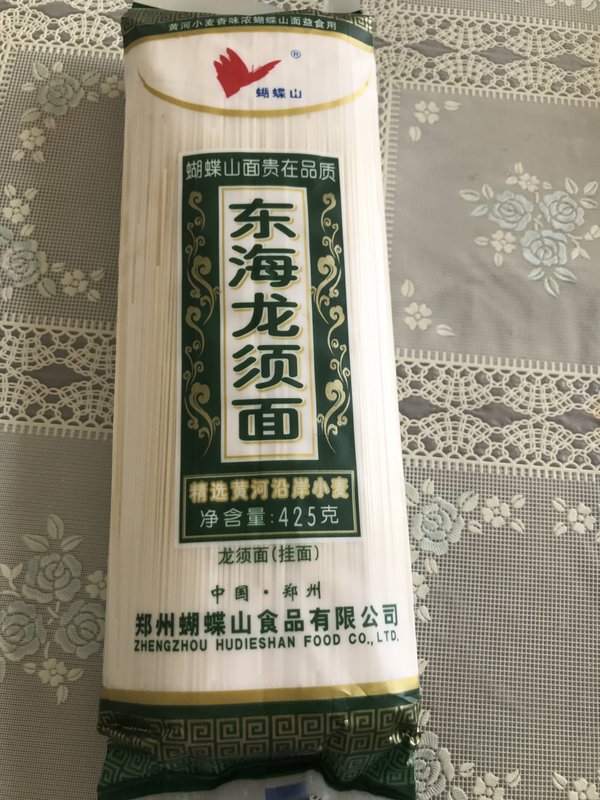 黄河小麦香味浓蝴蝶山面益食用
®
蝴蝶山
蝴蝶山面贵在品质
东海龙须面
精选黄河沿岸小麦
净含量:425克
龙须面(挂面)
中国·郑州
郑州蝴蝶山食品有限公司
ZHENGZHOU HUDIESHAN FOOD CO., LTD.